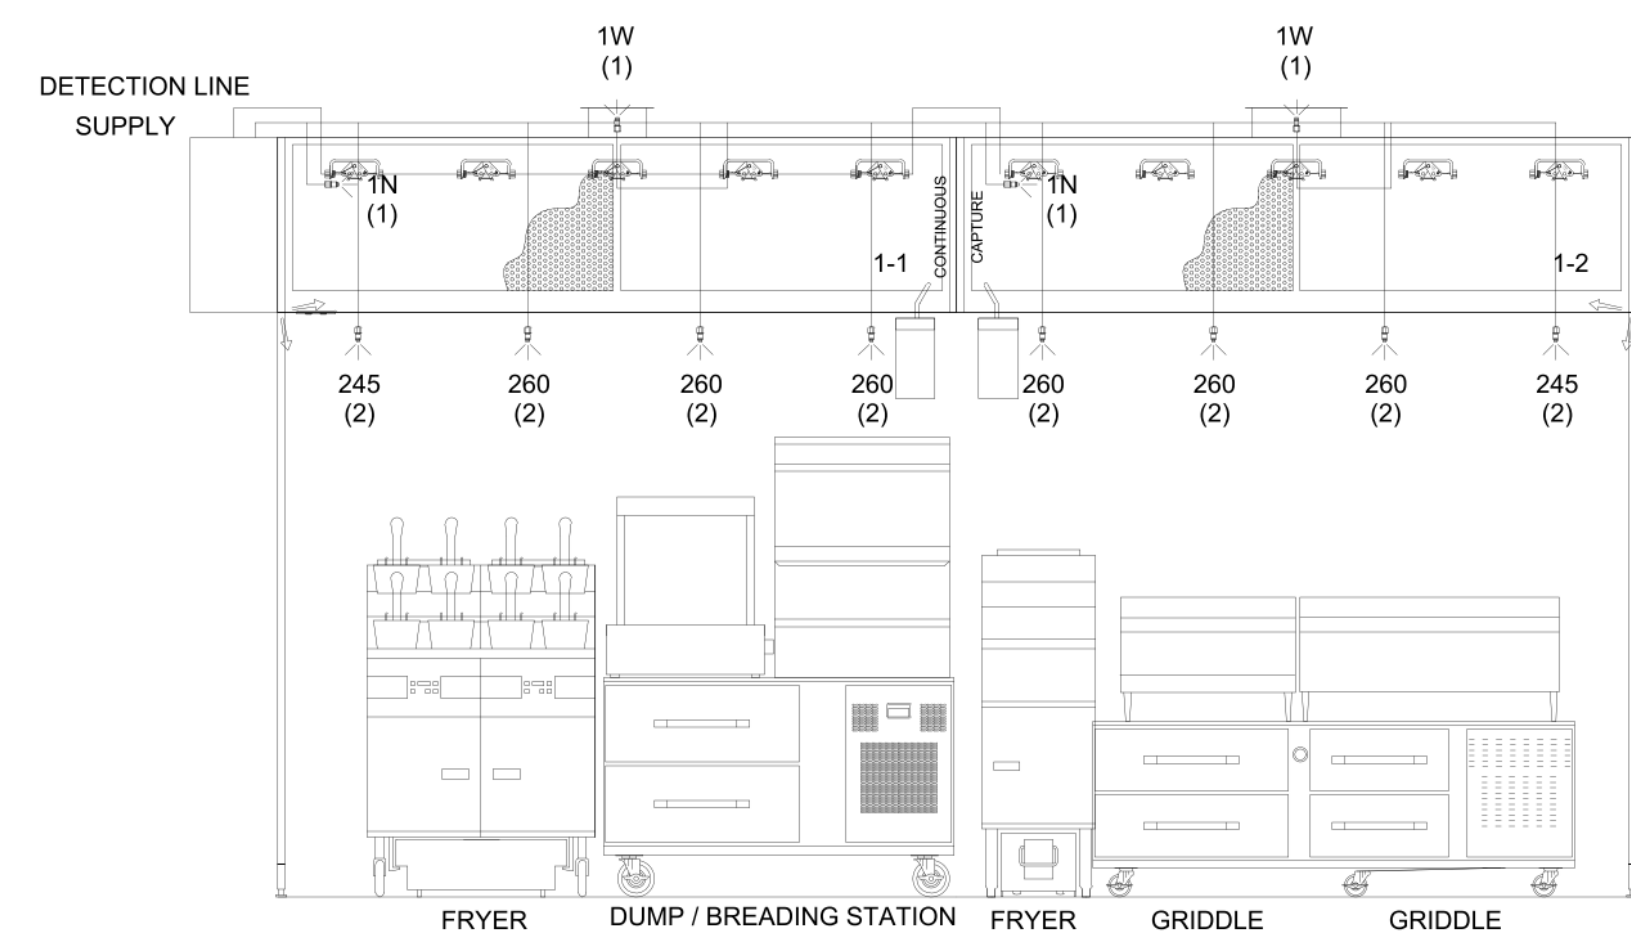 1W
(1)
1W
(1)
DETECTION LINE
SUPPLY
1N
(1)
1N
(1)
CONTINUOUS
CAPTURE
1-1
1-2
245
(2)
260
(2)
260
(2)
260
(2)
260
(2)
260
(2)
260
(2)
245
(2)
FRYER
DUMP / BREADING STATION
FRYER
GRIDDLE
GRIDDLE